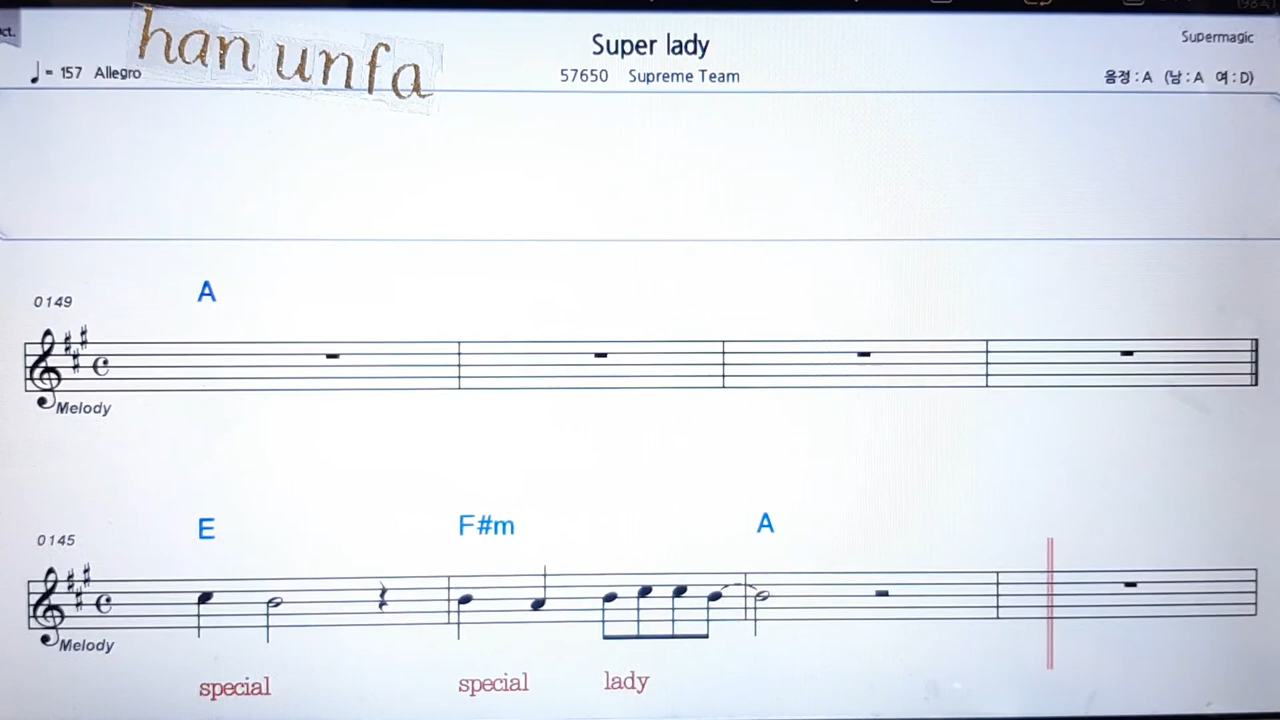 ct.
han unfa
Super lady
Supermagic
= 157 Allegro
57650 Supreme Team
음정 : A (남 : A 여 : D)
0149
A
Melody
0145
E F#m A
Melody
special special lady